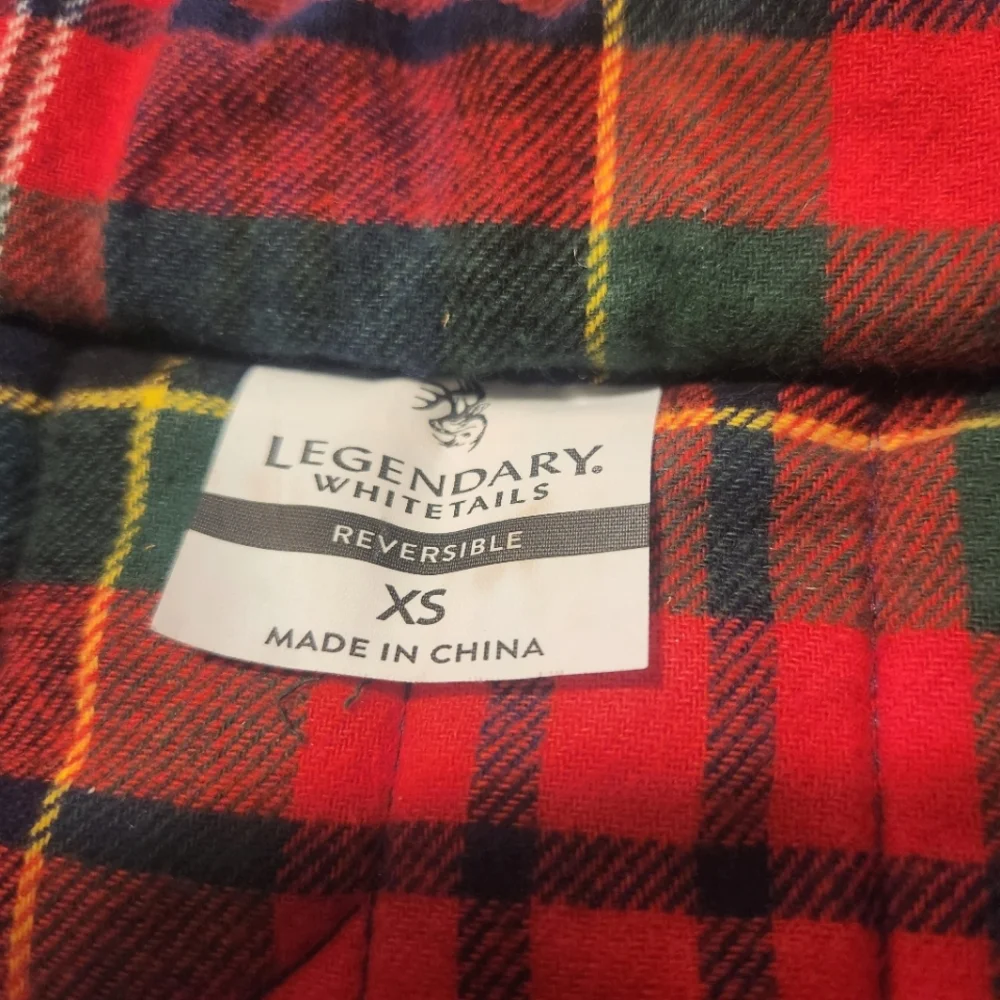 LEGENDARY.
WHITETAILS
REVERSIBLE
XS
MADE IN CHINA